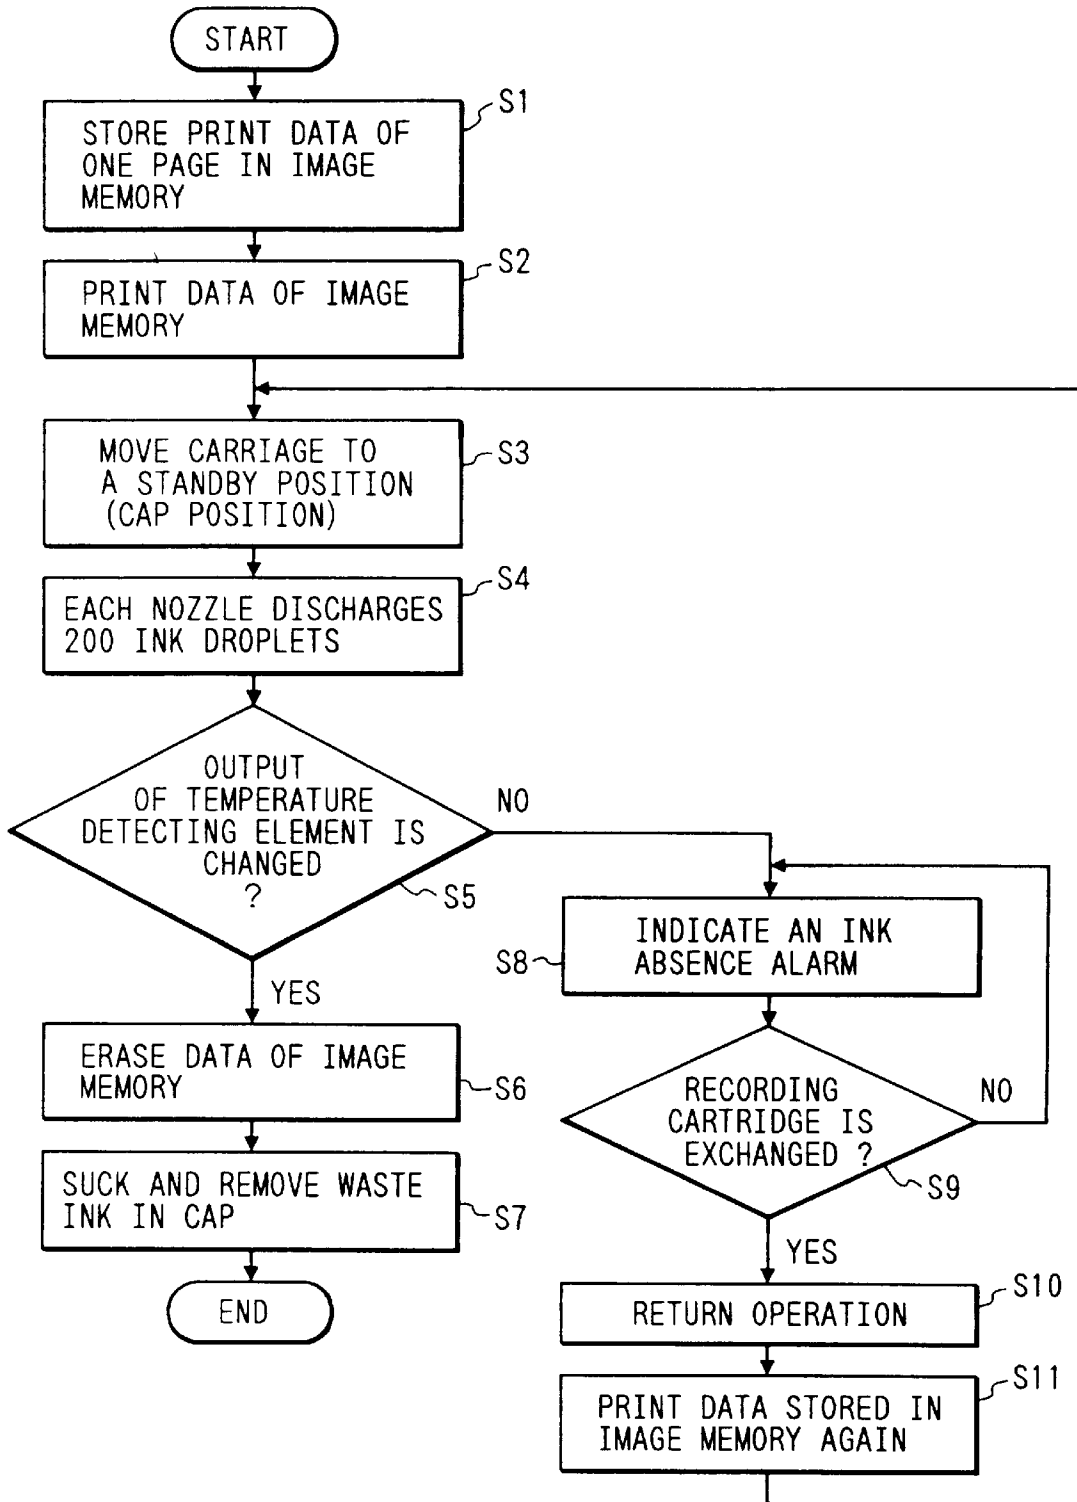 START
S1
STORE PRINT DATA OF
ONE PAGE IN IMAGE
MEMORY
S2
PRINT DATA OF IMAGE
MEMORY
S3
MOVE CARRIAGE TO
A STANDBY POSITION
(CAP POSITION)
S4
EACH NOZZLE DISCHARGES
200 INK DROPLETS
OUTPUT
OF TEMPERATURE
DETECTING ELEMENT IS
CHANGED
?
NO
S5
YES
S8
INDICATE AN INK
ABSENCE ALARM
ERASE DATA OF IMAGE
MEMORY
S6
RECORDING
CARTRIDGE IS
EXCHANGED ?
NO
S9
SUCK AND REMOVE WASTE
INK IN CAP
S7
YES
END
S10
RETURN OPERATION
S11
PRINT DATA STORED IN
IMAGE MEMORY AGAIN